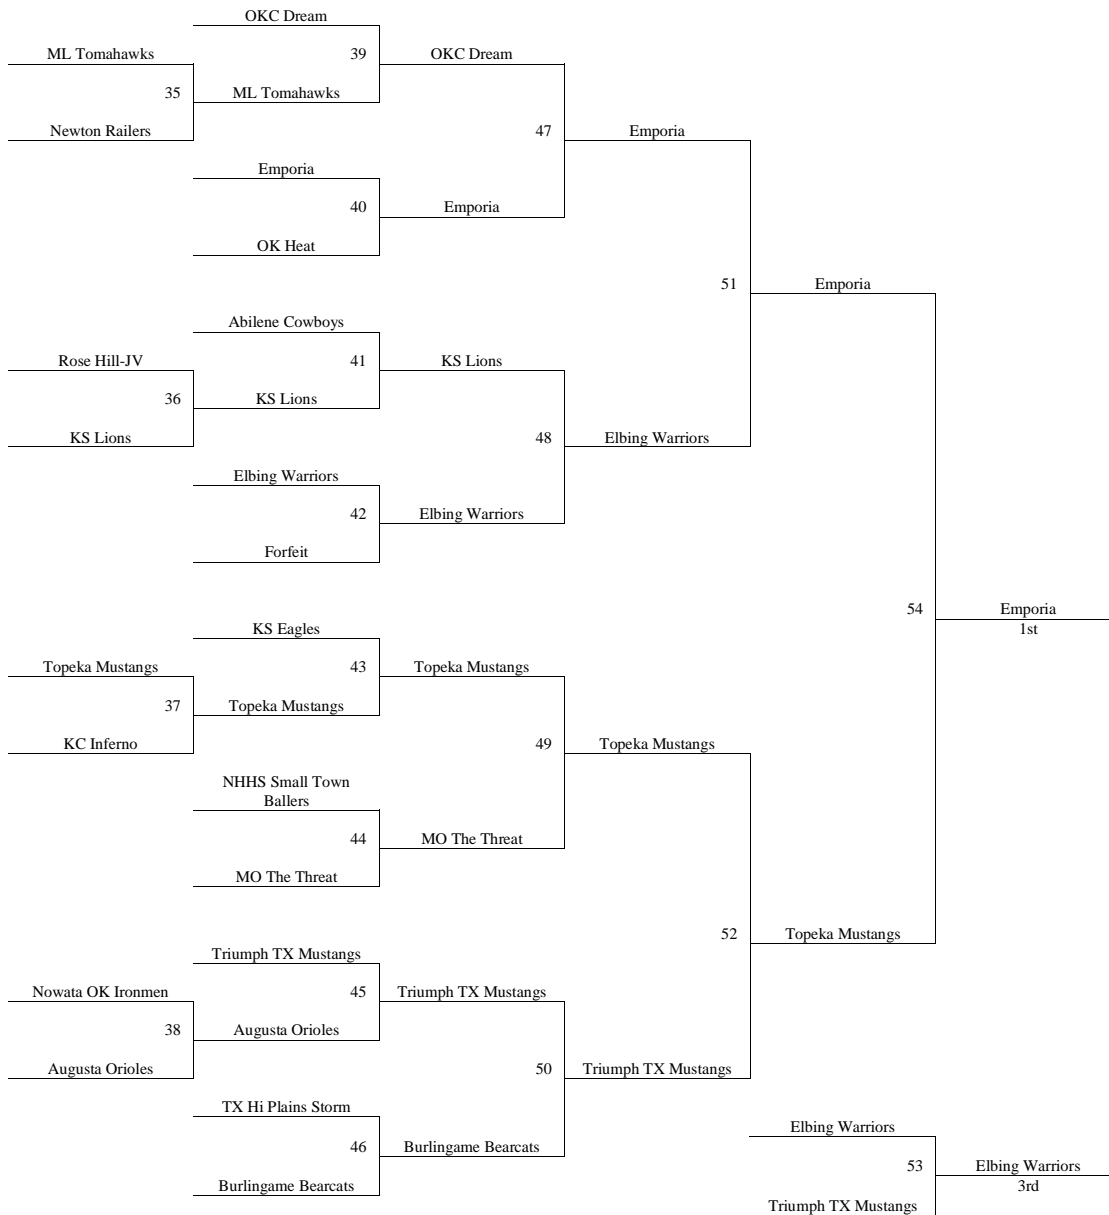 OKC Dream
ML Tomahawks
39
OKC Dream
35
ML Tomahawks
Newton Railers
47
Emporia
Emporia
40
Emporia
OK Heat
51
Emporia
Abilene Cowboys
Rose Hill-JV
41
KS Lions
36
KS Lions
KS Lions
48
Elbing Warriors
Elbing Warriors
42
Elbing Warriors
Forfeit
54
Emporia
1st
KS Eagles
Topeka Mustangs
43
Topeka Mustangs
37
Topeka Mustangs
KC Inferno
49
Topeka Mustangs
NHHS Small Town
Ballers
44
MO The Threat
MO The Threat
52
Topeka Mustangs
Triumph TX Mustangs
Nowata OK Ironmen
45
Triumph TX Mustangs
38
Augusta Orioles
Augusta Orioles
50
Triumph TX Mustangs
TX Hi Plains Storm
46
Burlingame Bearcats
Burlingame Bearcats
Elbing Warriors
53
Elbing Warriors
3rd
Triumph TX Mustangs